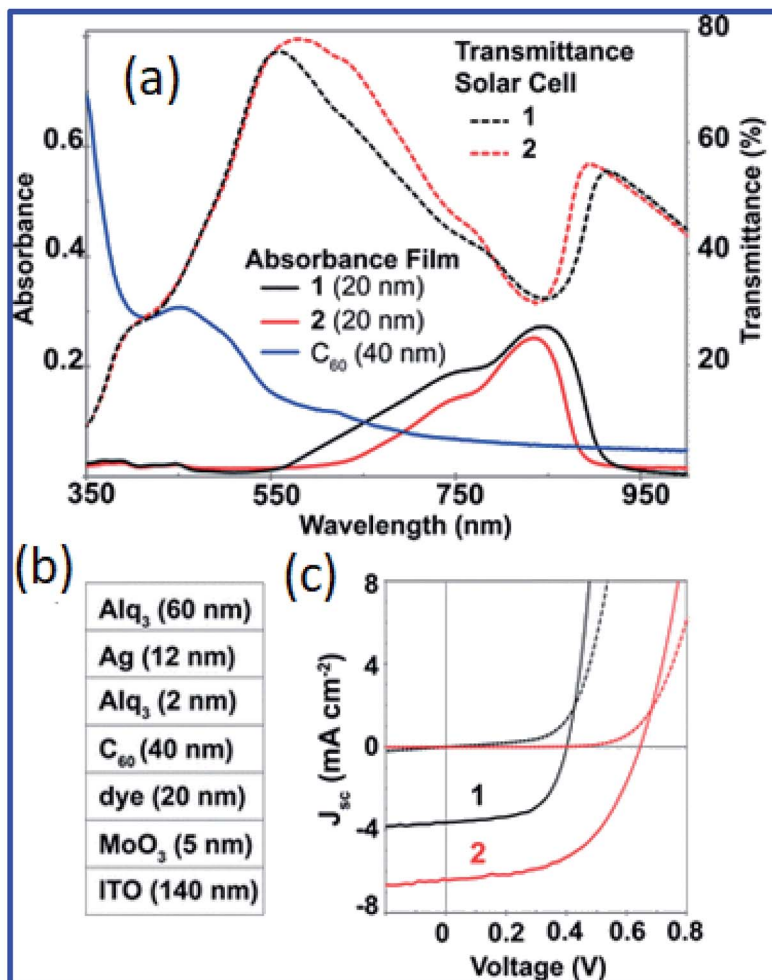 (a)
80
60
40
20
Transmittance (%)
Absorbance
0.6
0.4
0.2
Transmittance
Solar Cell
1
2
Absorbance Film
1 (20 nm)
2 (20 nm)
C60 (40 nm)
350
550
750
950
Wavelength (nm)
(b)
Alq3 (60 nm)
Ag (12 nm)
Alq3 (2 nm)
C60 (40 nm)
dye (20 nm)
MoO3 (5 nm)
ITO (140 nm)
(c)
Jsc (mA cm-2)
8
4
0
-4
-8
1
2
0
0.2
0.4
0.6
0.8
Voltage (V)